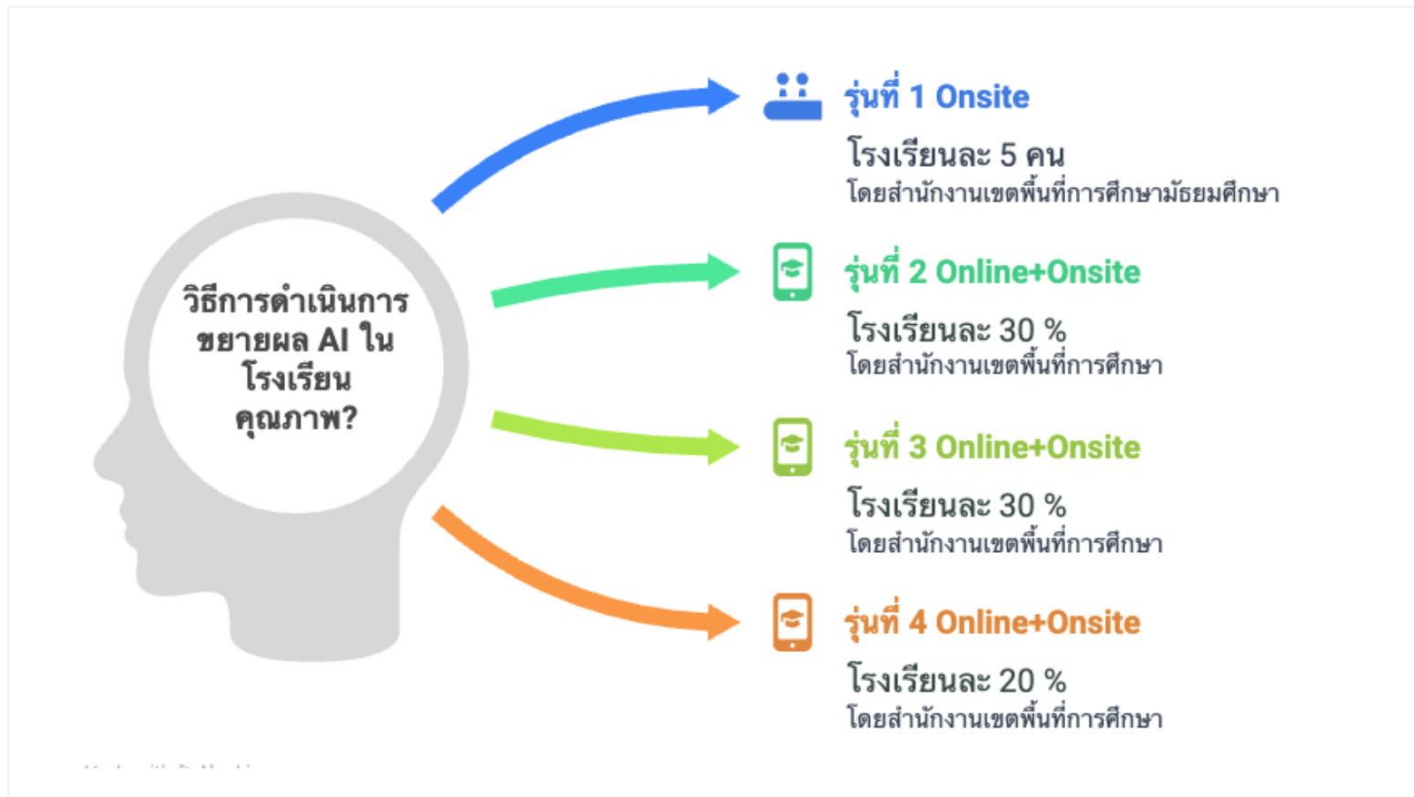 วิธีการดำเนินการ
ขยายผล AI ใน
โรงเรียน
คุณภาพ?
รุ่นที่ 1 Onsite
โรงเรียนละ 5 คน
โดยสำนักงานเขตพื้นที่การศึกษามัธยมศึกษา
รุ่นที่ 2 Online+Onsite
โรงเรียนละ 30 %
โดยสำนักงานเขตพื้นที่การศึกษา
รุ่นที่ 3 Online+Onsite
โรงเรียนละ 30 %
โดยสำนักงานเขตพื้นที่การศึกษา
รุ่นที่ 4 Online+Onsite
โรงเรียนละ 20 %
โดยสำนักงานเขตพื้นที่การศึกษา